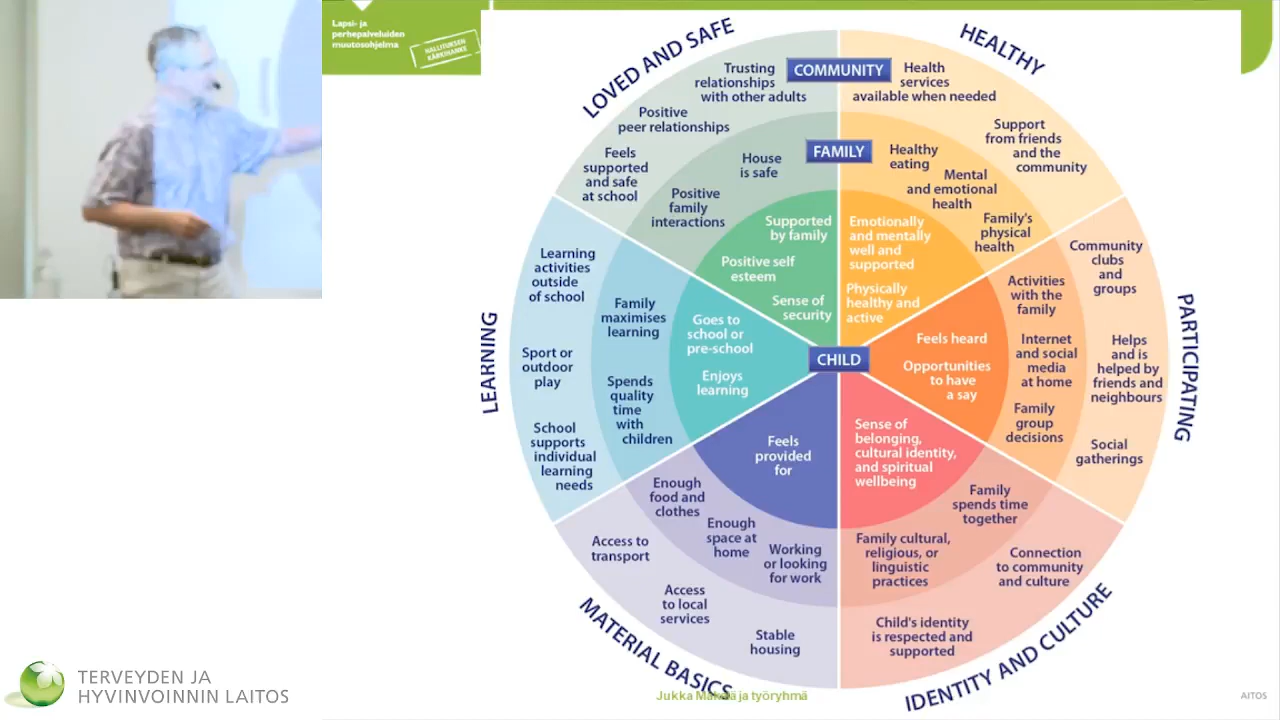 Lapsi- ja
perhepalveluiden
muutosohjelma
HALLITUKSEN
KÄRKIHANKE
LOVED AND SAFE
HEALTHY
PARTICIPATING
IDENTITY AND CULTURE
MATERIAL BASICS
LEARNING
COMMUNITY
FAMILY
CHILD
Trusting
relationships
with other adults
Positive
peer relationships
Feels
supported
and safe
at school
House
is safe
Positive
family
interactions
Supported
by family
Positive self
esteem
Sense of
security
Health
services
available when needed
Support
from friends
and the
community
Healthy
eating
Mental
and emotional
health
Family's
physical
health
Emotionally
and mentally
well and
supported
Physically
healthy and
active
Community
clubs
and
groups
Helps
and is
helped by
friends and
neighbours
Social
gatherings
Activities
with the
family
Internet
and social
media
at home
Family
group
decisions
Feels heard
Opportunities
to have
a say
Sense of
belonging,
cultural identity,
and spiritual
wellbeing
Family
spends time
together
Family cultural,
religious, or
linguistic
practices
Connection
to community
and culture
Child's identity
is respected and
supported
Feels
provided
for
Enough
food and
clothes
Enough
space at
home
Working
or looking
for work
Access to
transport
Access
to local
services
Stable
housing
Goes to
school or
pre-school
Enjoys
learning
Family
maximises
learning
Spends
quality
time
with
children
Learning
activities
outside
of school
Sport or
outdoor
play
School
supports
individual
learning
needs
TERVEYDEN JA
HYVINVOINNIN LAITOS
Jukka Mäkelä ja työryhmä
AITOS